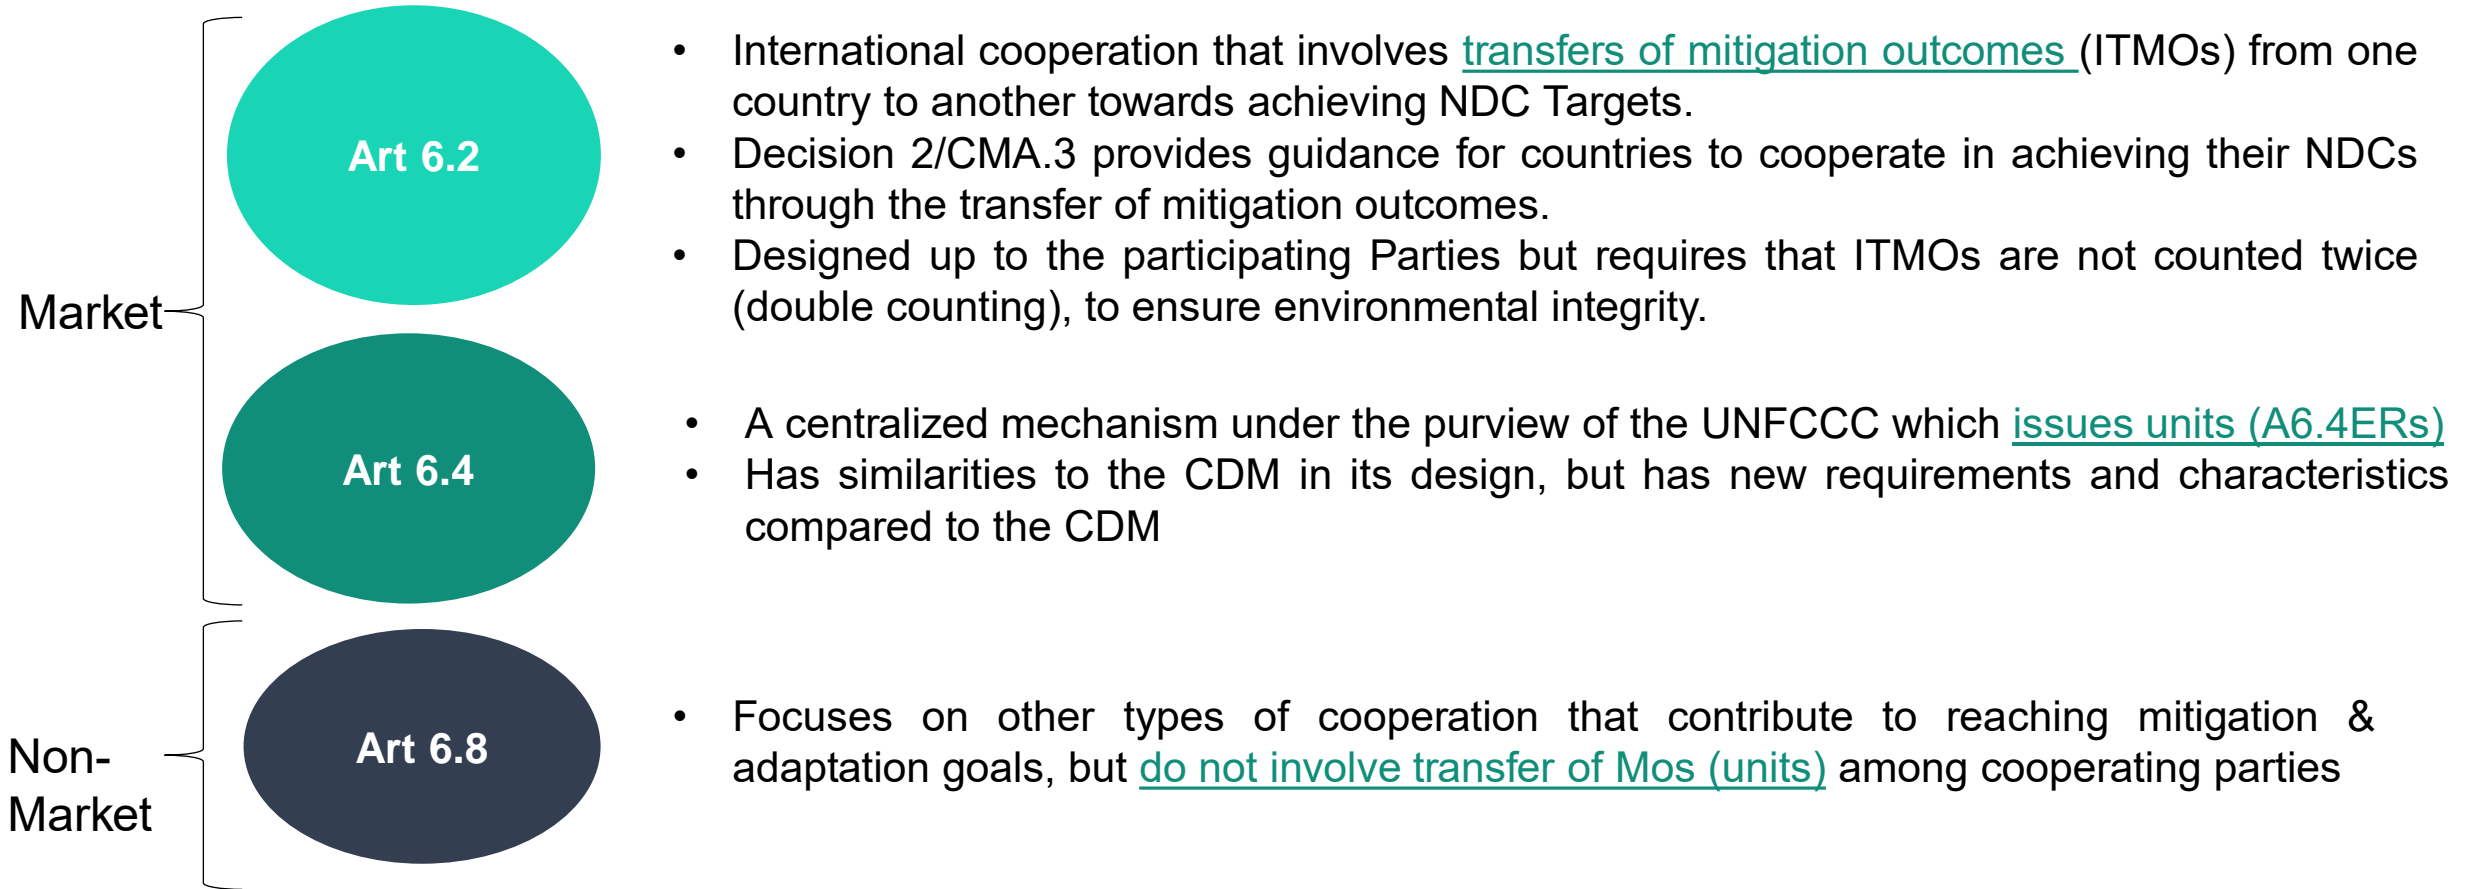 Market
Art 6.2
• International cooperation that involves transfers of mitigation outcomes (ITMOs) from one
country to another towards achieving NDC Targets.
• Decision 2/CMA.3 provides guidance for countries to cooperate in achieving their NDCs
through the transfer of mitigation outcomes.
• Designed up to the participating Parties but requires that ITMOs are not counted twice
(double counting), to ensure environmental integrity.
Art 6.4
• A centralized mechanism under the purview of the UNFCCC which issues units (A6.4ERs)
• Has similarities to the CDM in its design, but has new requirements and characteristics
compared to the CDM
Non-
Market
Art 6.8
• Focuses on other types of cooperation that contribute to reaching mitigation &
adaptation goals, but do not involve transfer of Mos (units) among cooperating parties